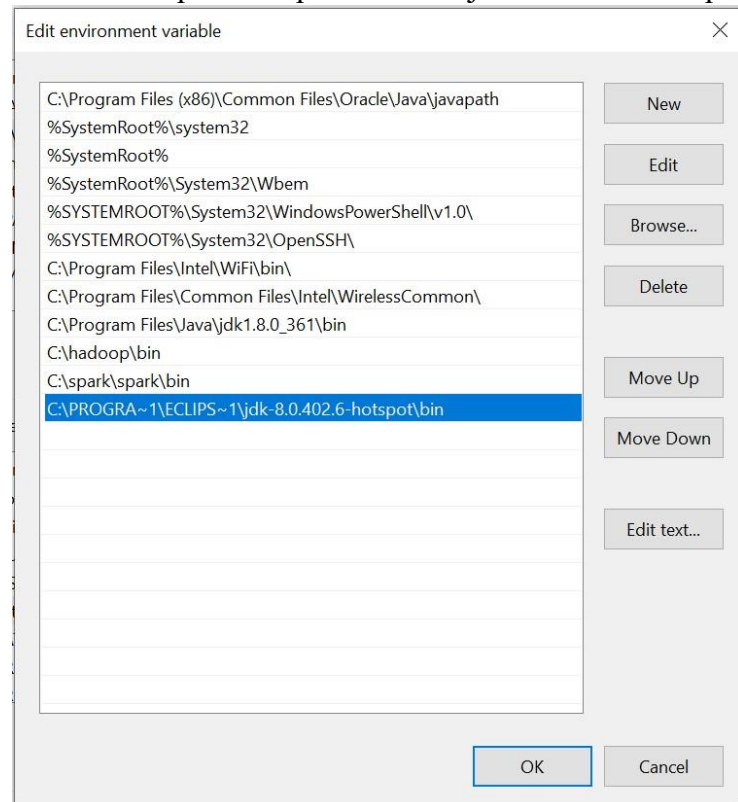 Edit environment variable
C:\Program Files (x86)\Common Files\Oracle\Java\javapath
%SystemRoot%\system32
%SystemRoot%
%SystemRoot%\System32\Wbem
%SYSTEMROOT%\System32\WindowsPowerShell\v1.0\
%SYSTEMROOT%\System32\OpenSSH\
C:\Program Files\Intel\WiFi\bin\
C:\Program Files\Common Files\Intel\WirelessCommon\
C:\Program Files\Java\jdk1.8.0_361\bin
C:\hadoop\bin
C:\spark\spark\bin
C:\PROGRA~1\ECLIPS~1\jdk-8.0.402.6-hotspot\bin
New
Edit
Browse...
Delete
Move Up
Move Down
Edit text...
OK
Cancel